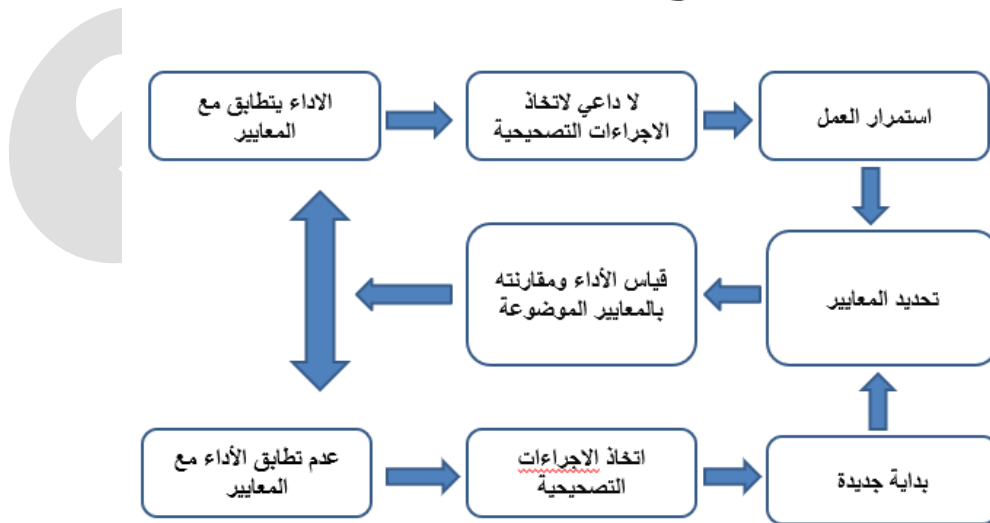 استمرار العمل
لا داعي لاتخاذ
الاجراءات التصحيحية
الاداء يتطابق مع
المعايير
تحديد المعايير
قياس الأداء ومقارنته
بالمعايير الموضوعة
بداية جديدة
اتخاذ الاجراءات
التصحيحية
عدم تطابق الأداء مع
المعايير